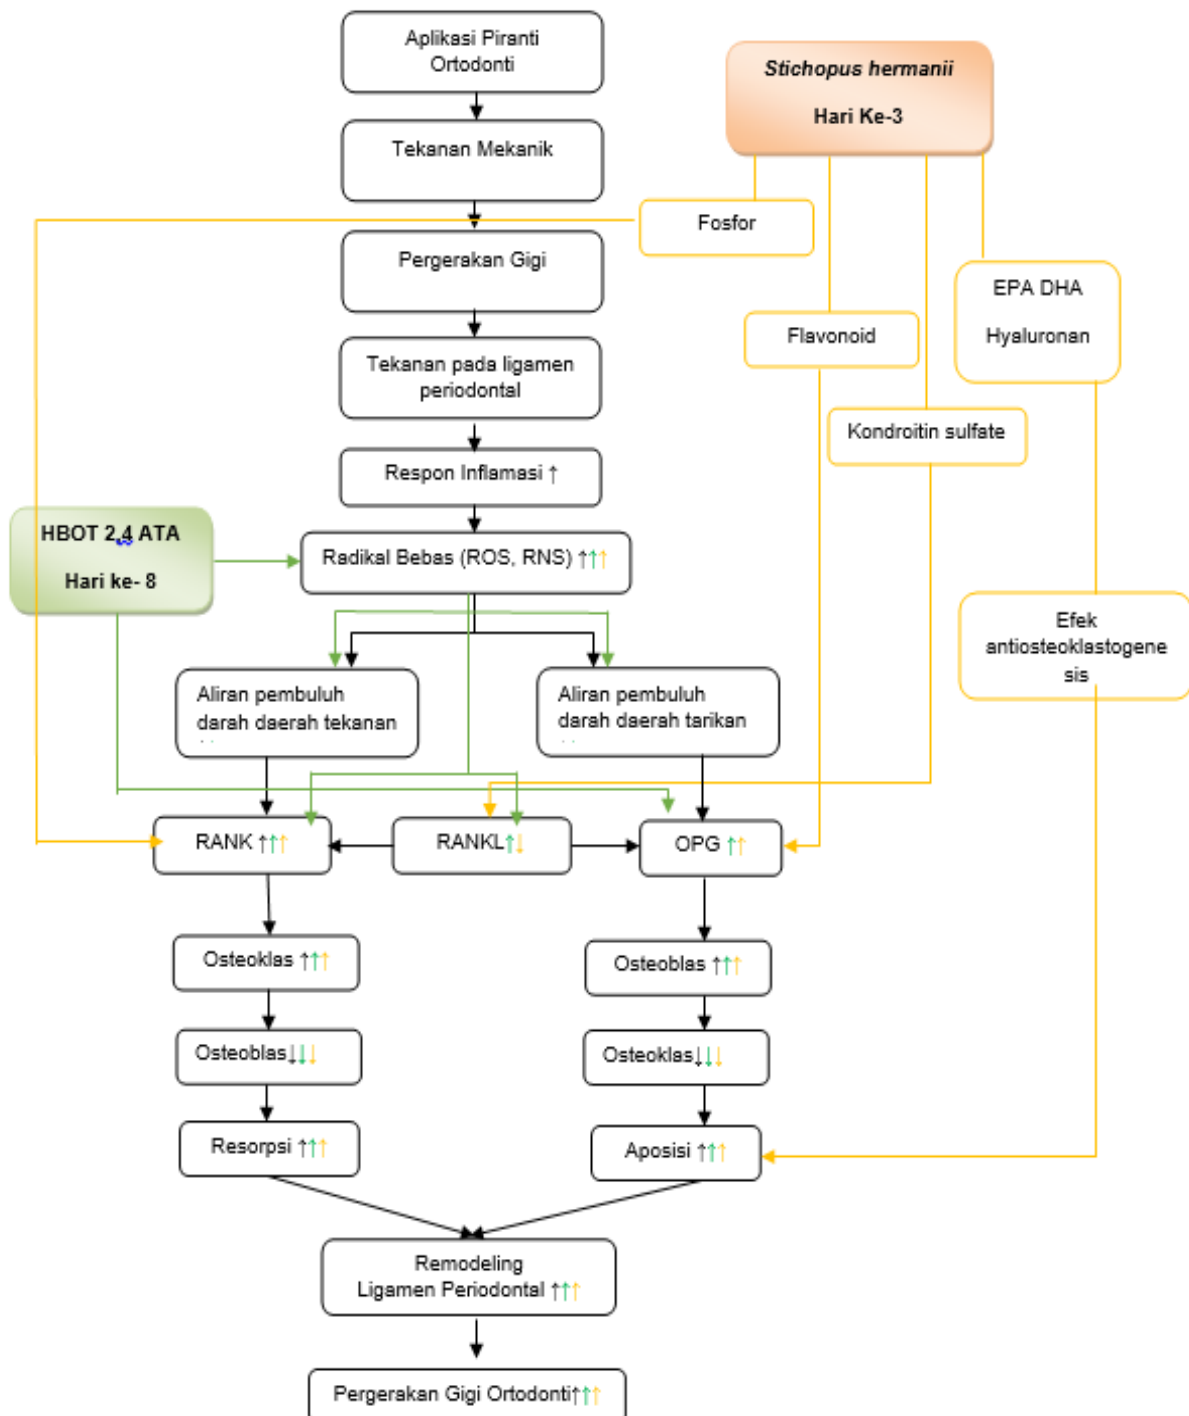 Aplikasi Piranti
Ortodonti
Stichopus hermanii
Hari Ke-3
Tekanan Mekanik
Fosfor
Pergerakan Gigi
EPA DHA
Hyaluronan
Flavonoid
Tekanan pada ligamen
periodontal
Kondroitin sulfate
Respon Inflamasi ↑
HBOT 2,4 ATA
Hari ke- 8
Radikal Bebas (ROS, RNS) ↑↑↑
Efek
antiosteoklastogene
sis
Aliran pembuluh
darah daerah tekanan
Aliran pembuluh
darah daerah tarikan
RANK ↑↑↑
RANKL↑↓
OPG ↑↑
Osteoklas ↑↑↑
Osteoblas ↑↑↑
Osteoblas↓↓↓
Osteoklas↓↓↓
Resorpsi ↑↑↑
Aposisi ↑↑↑
Remodeling
Ligamen Periodontal ↑↑↑
Pergerakan Gigi Ortodonti↑↑↑